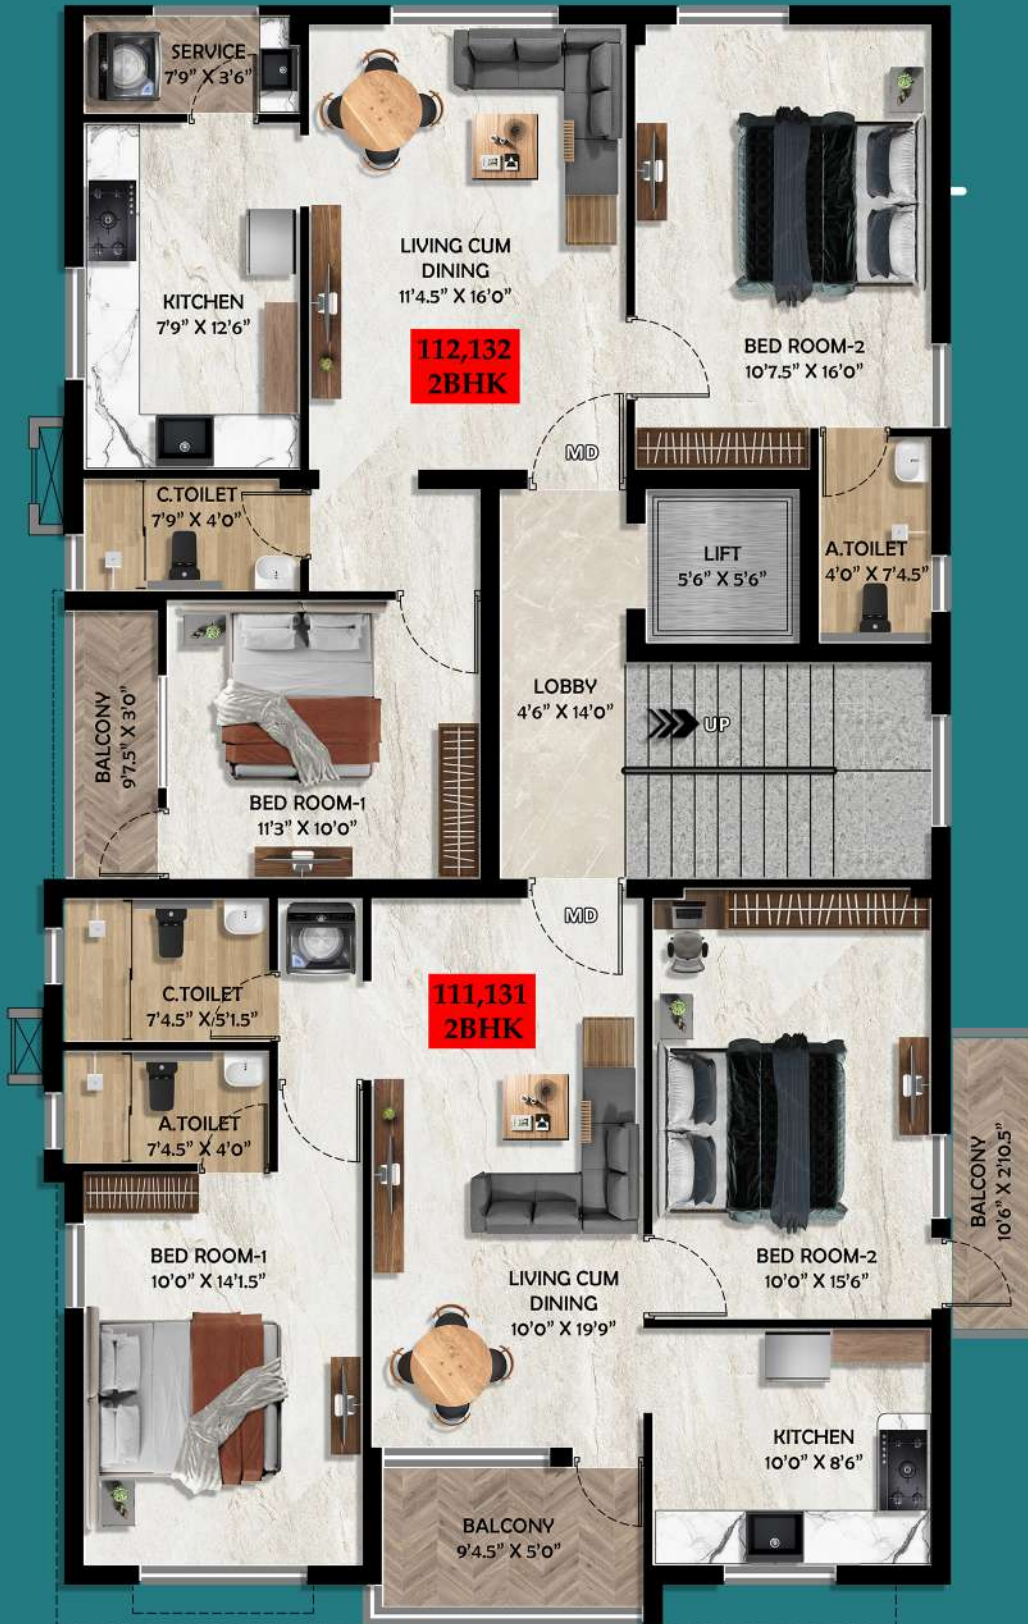 SERVICE
7'9" X 3'6"
LIVING CUM
DINING
11'4.5" X 16'0"
KITCHEN
7'9" X 12'6"
112,132
2BHK
BED ROOM-2
10'7.5" X 16'0"
MD
C.TOILET
7'9" X 4'0"
LIFT
5'6" X 5'6"
A.TOILET
4'0" X 7'4.5"
BALCONY
9'7.5" X 3'0"
LOBBY
4'6" X 14'0"
UP
BED ROOM-1
11'3" X 10'0"
MD
C.TOILET
7'4.5" X 5'1.5"
111,131
2BHK
A.TOILET
7'4.5" X 4'0"
BALCONY
10'6" X 2'10.5"
BED ROOM-1
10'0" X 14'1.5"
BED ROOM-2
10'0" X 15'6"
LIVING CUM
DINING
10'0" X 19'9"
KITCHEN
10'0" X 8'6"
BALCONY
9'4.5" X 5'0"